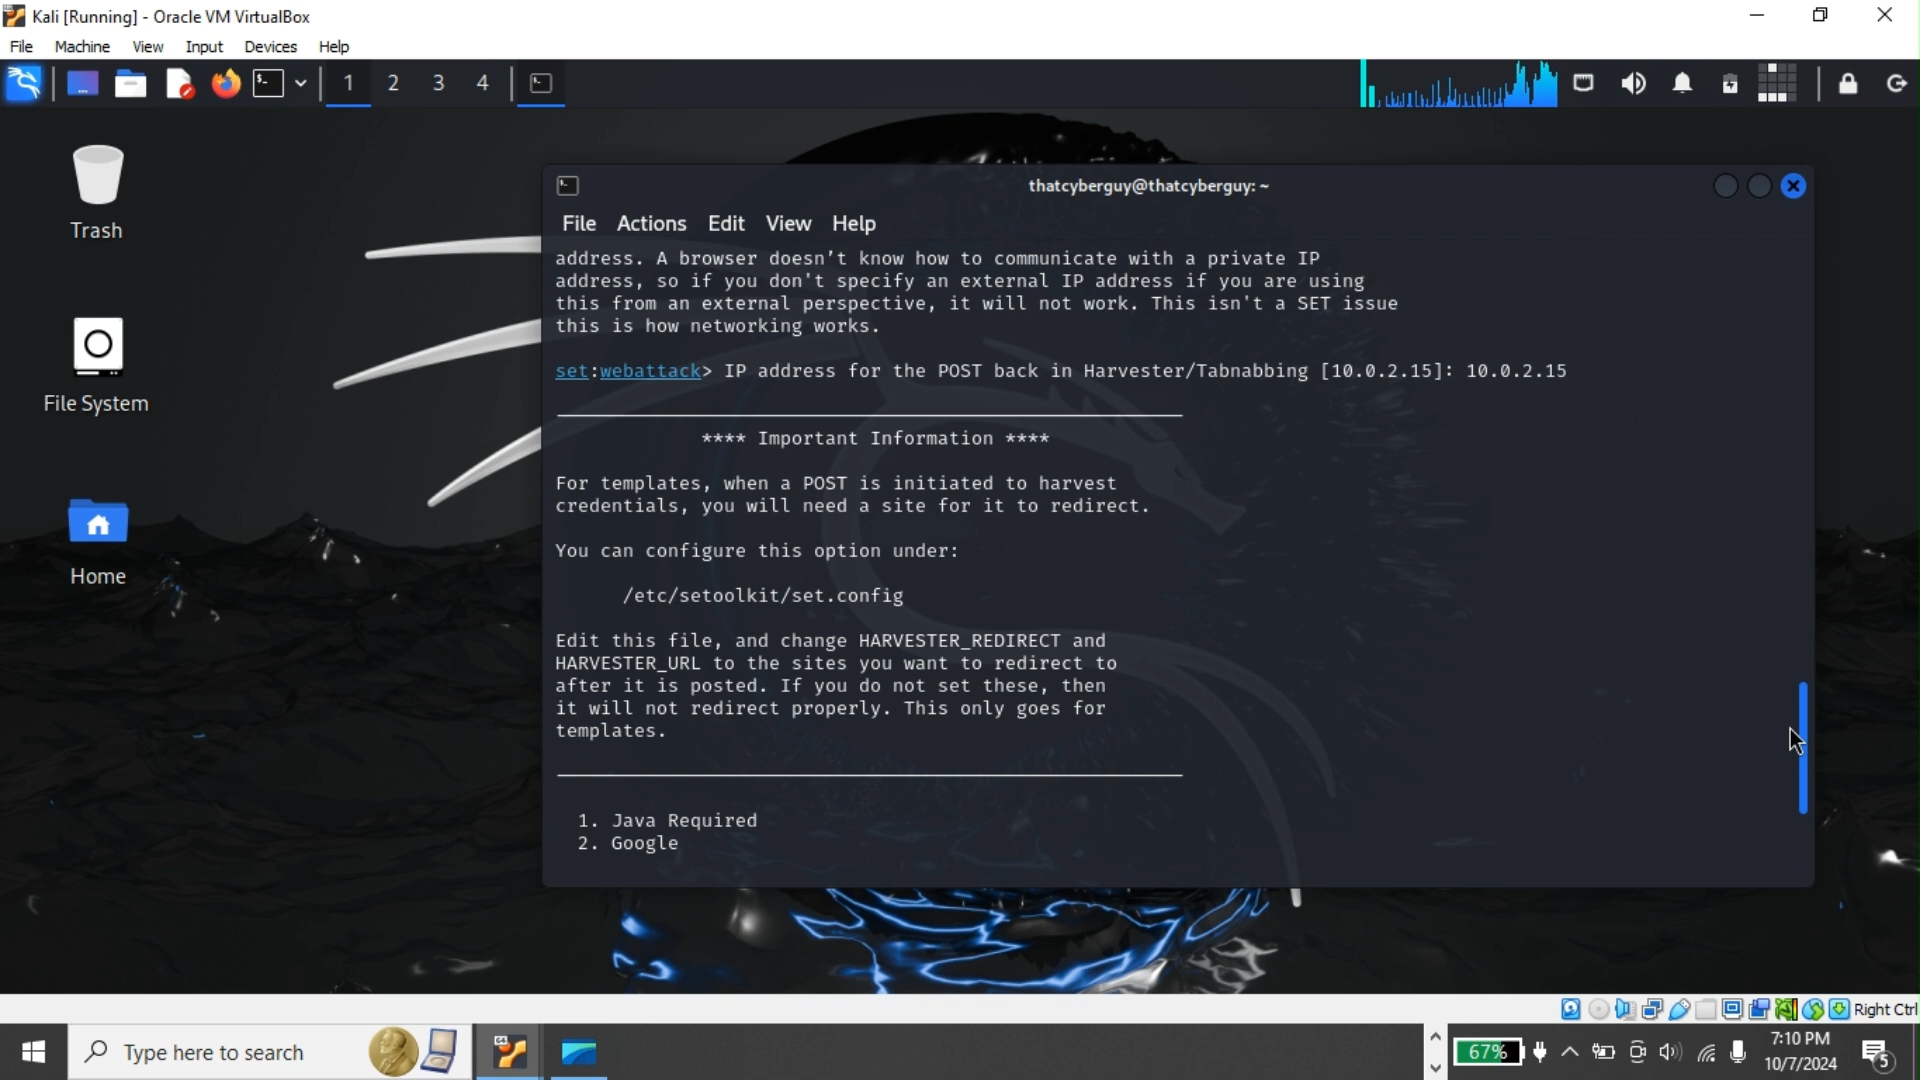 Kali [Running] - Oracle VM VirtualBox
File Machine View Input Devices Help
1 2 3 4
Trash
File System
Home
thatcyberguy@thatcyberguy: ~
File Actions Edit View Help
address. A browser doesn’t know how to communicate with a private IP
address, so if you don't specify an external IP address if you are using
this from an external perspective, it will not work. This isn't a SET issue
this is how networking works.
set:webattack> IP address for the POST back in Harvester/Tabnabbing [10.0.2.15]: 10.0.2.15
**** Important Information ****
For templates, when a POST is initiated to harvest
credentials, you will need a site for it to redirect.
You can configure this option under:
/etc/setoolkit/set.config
Edit this file, and change HARVESTER_REDIRECT and
HARVESTER_URL to the sites you want to redirect to
after it is posted. If you do not set these, then
it will not redirect properly. This only goes for
templates.
1. Java Required
2. Google
Right Ctrl
Type here to search
64
67%
7:10 PM
10/7/2024
5